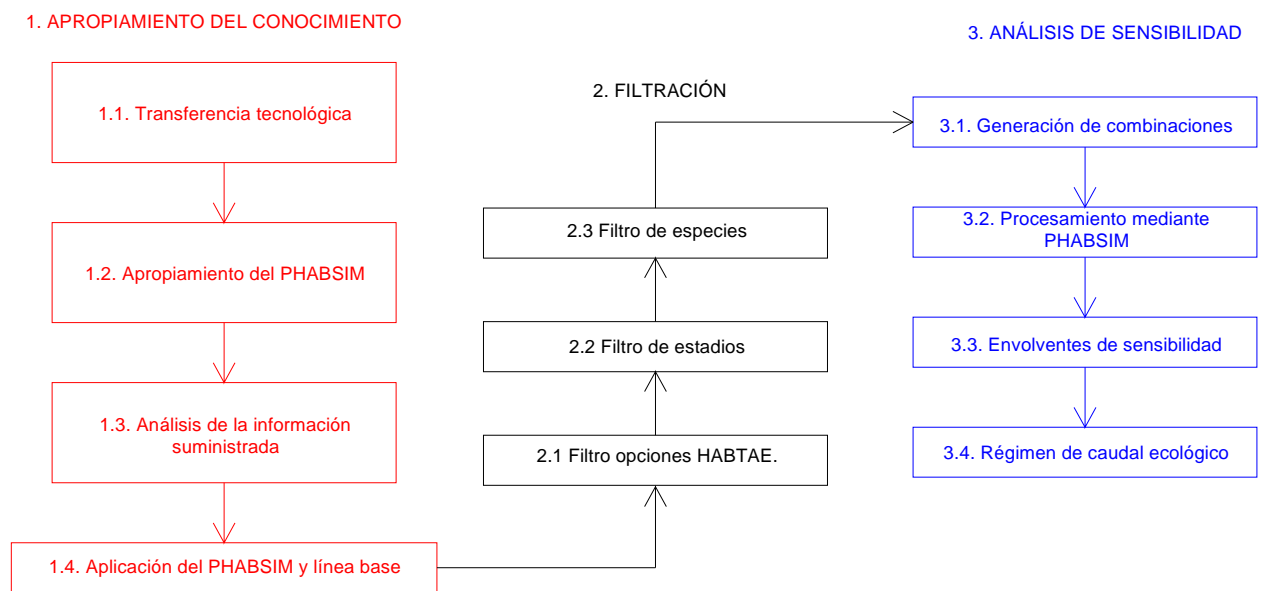 1. APROPIAMIENTO DEL CONOCIMIENTO
1.1. Transferencia tecnológica
1.2. Apropiamiento del PHABSIM
1.3. Análisis de la información
suministrada
1.4. Aplicación del PHABSIM y línea base
2. FILTRACIÓN
2.3 Filtro de especies
2.2 Filtro de estadios
2.1 Filtro opciones HABTAE.
3. ANÁLISIS DE SENSIBILIDAD
3.1. Generación de combinaciones
3.2. Procesamiento mediante
PHABSIM
3.3. Envolventes de sensibilidad
3.4. Régimen de caudal ecológico